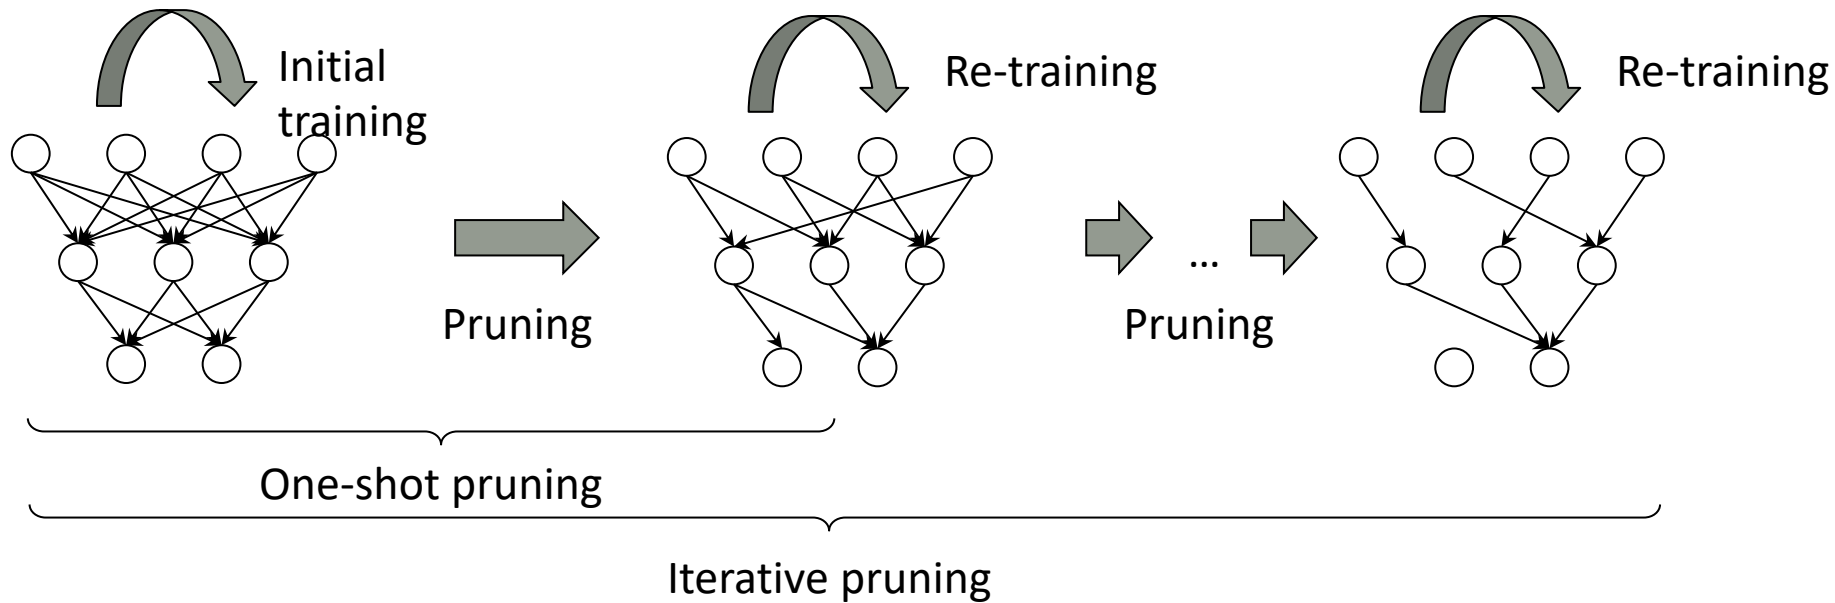 Initial
training
Re-training
Re-training
Pruning
...
Pruning
One-shot pruning
Iterative pruning